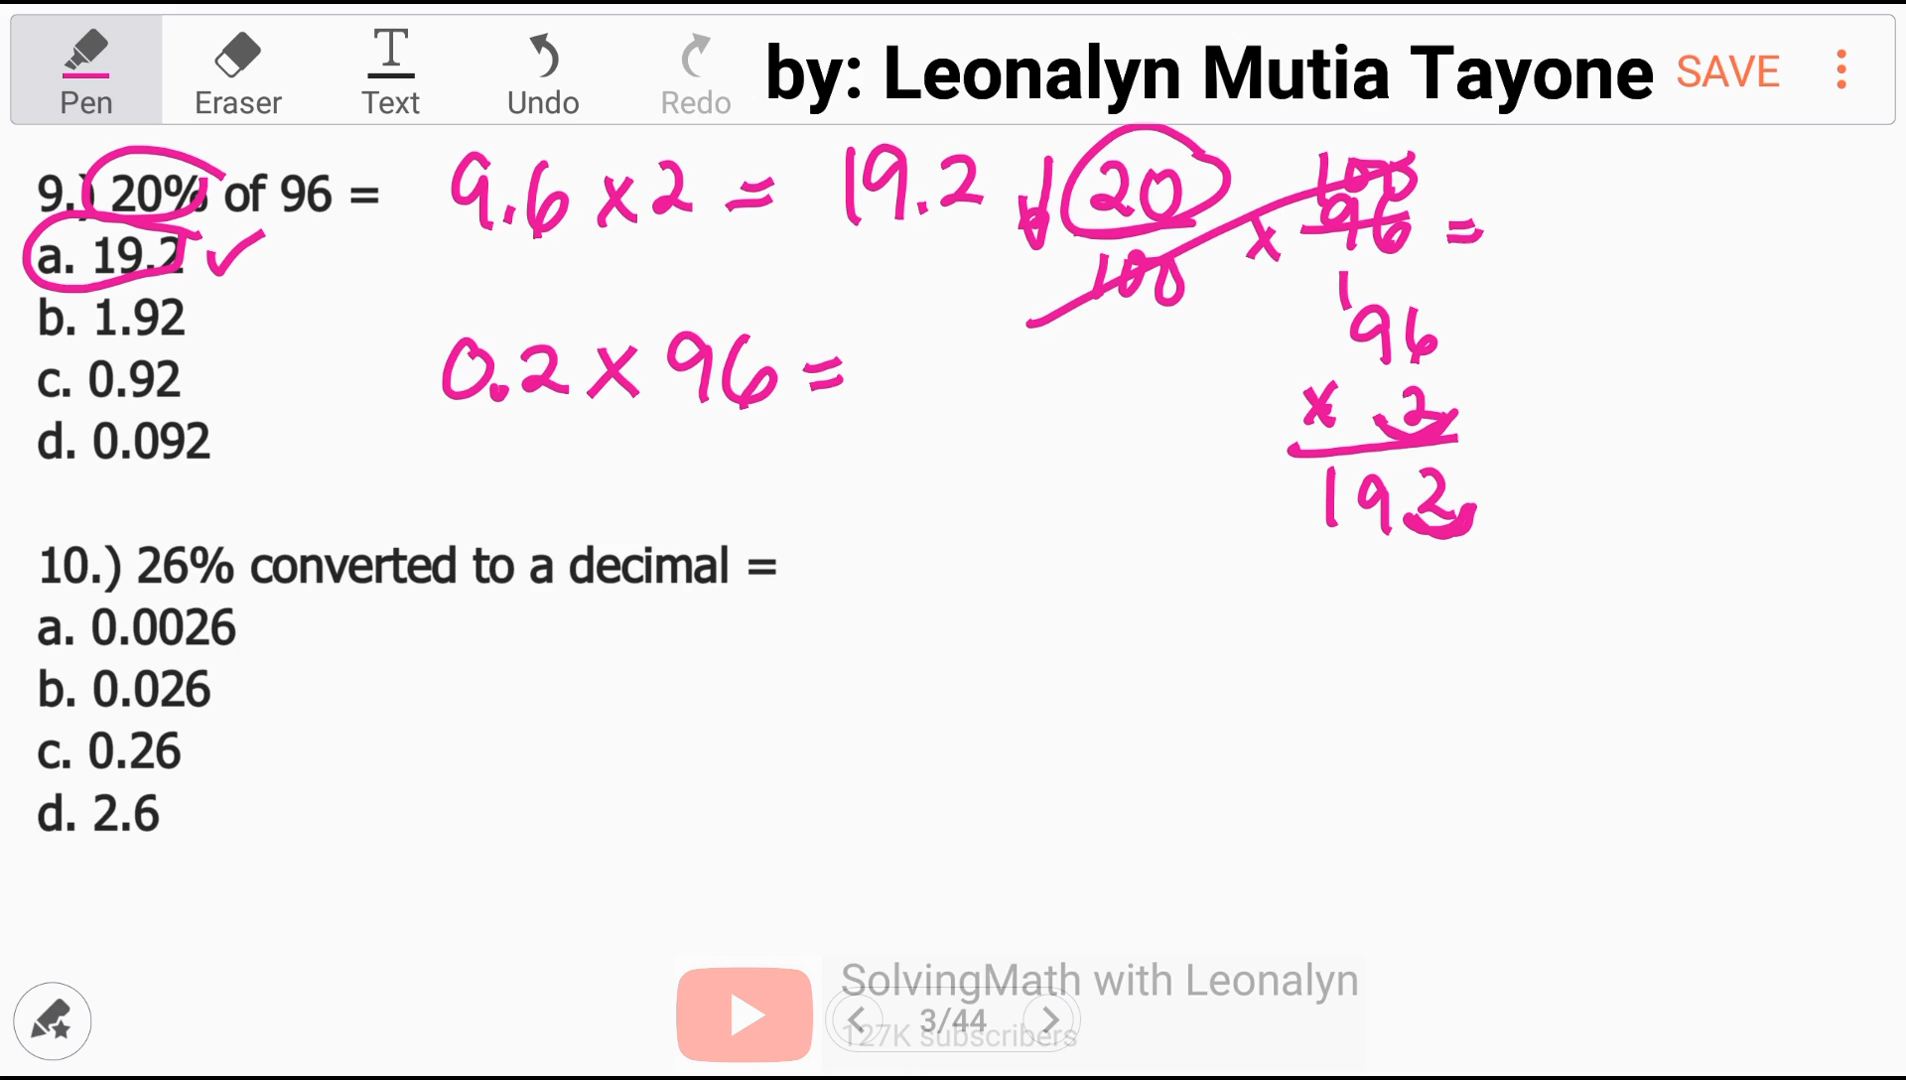 Pen Eraser Text Undo Redo by: Leonalyn Mutia Tayone SAVE
9.) 20% of 96 = 9.6 x 2 = 19.2 20/100 x 96 =
100
a. 19.2 ✓
b. 1.92
c. 0.92
d. 0.092
0.2 x 96 =
1
96
x .2
192
10.) 26% converted to a decimal =
a. 0.0026
b. 0.026
c. 0.26
d. 2.6
SolvingMath with Leonalyn
3/44
127K subscribers